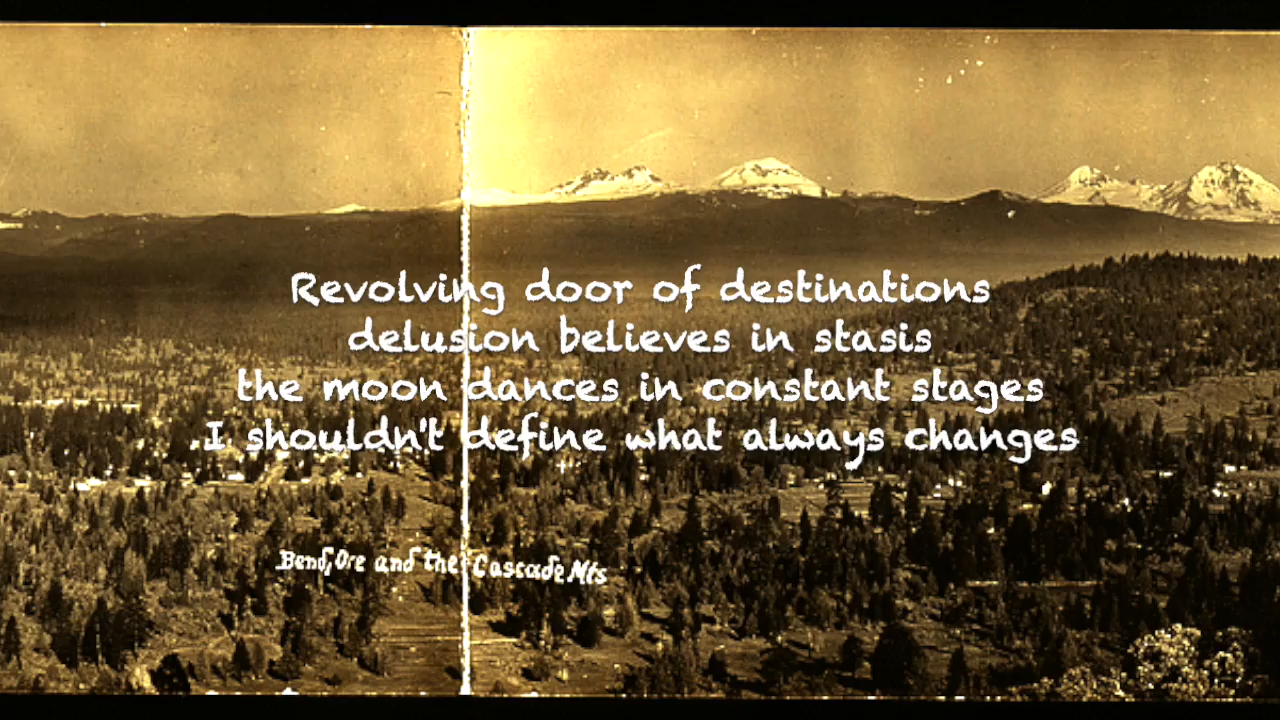 Revolving door of destinations
delusion believes in stasis
the moon dances in constant stages
I shouldn't define what always changes
Bend, Ore and the Cascade Mts